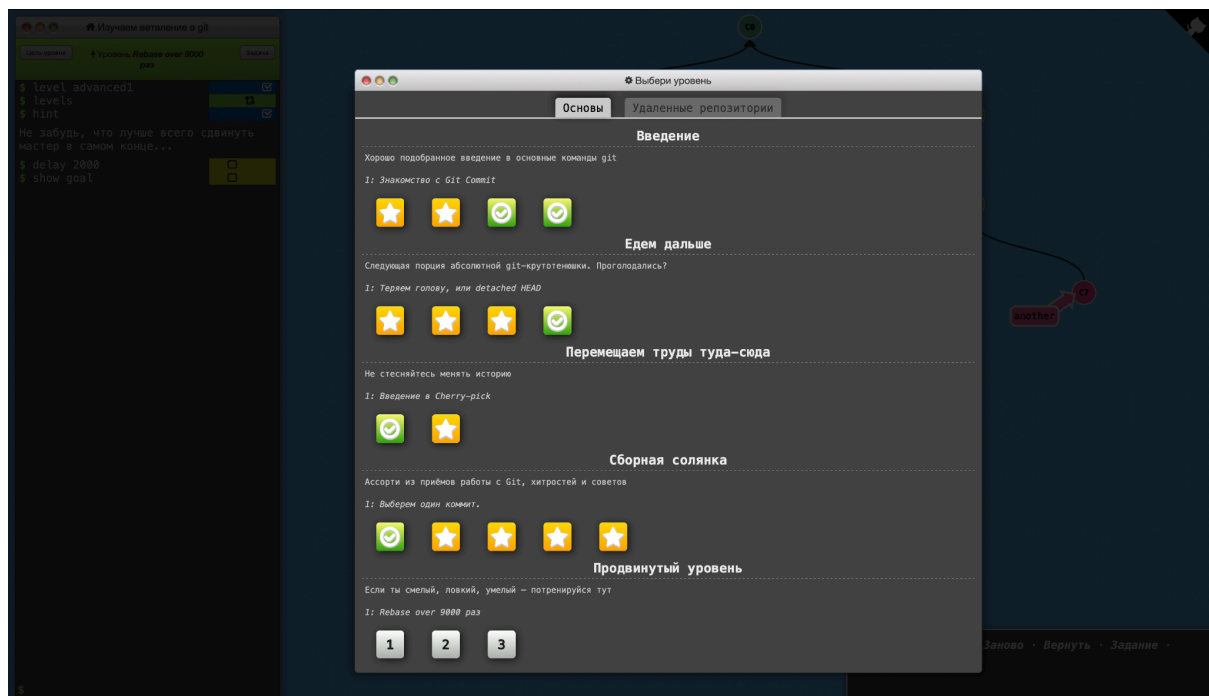 Изучаем ветвление в git
Цель уровня
Уровень Rebase over 9000 раз
Задача
$ level advanced1
$ levels
$ hint
Не забудь, что лучше всего сдвинуть
мастер в самом конце...
$ delay 2000
$ show goal
$
C0
Выбери уровень
Основы
Удаленные репозитории
Введение
Хорошо подобранное введение в основные команды git
1: Знакомство с Git Commit
Едем дальше
Следующая порция абсолютной git-крутотенюшки. Проголодались?
1: Теряем голову, или detached HEAD
Перемещаем труды туда-сюда
Не стесняйтесь менять историю
1: Введение в Cherry-pick
Сборная солянка
Ассорти из приёмов работы с Git, хитростей и советов
1: Выберем один коммит.
Продвинутый уровень
Если ты смелый, ловкий, умелый – потренируйся тут
1: Rebase over 9000 раз
1 2 3
C7
another
Заново · Вернуть · Задание ·